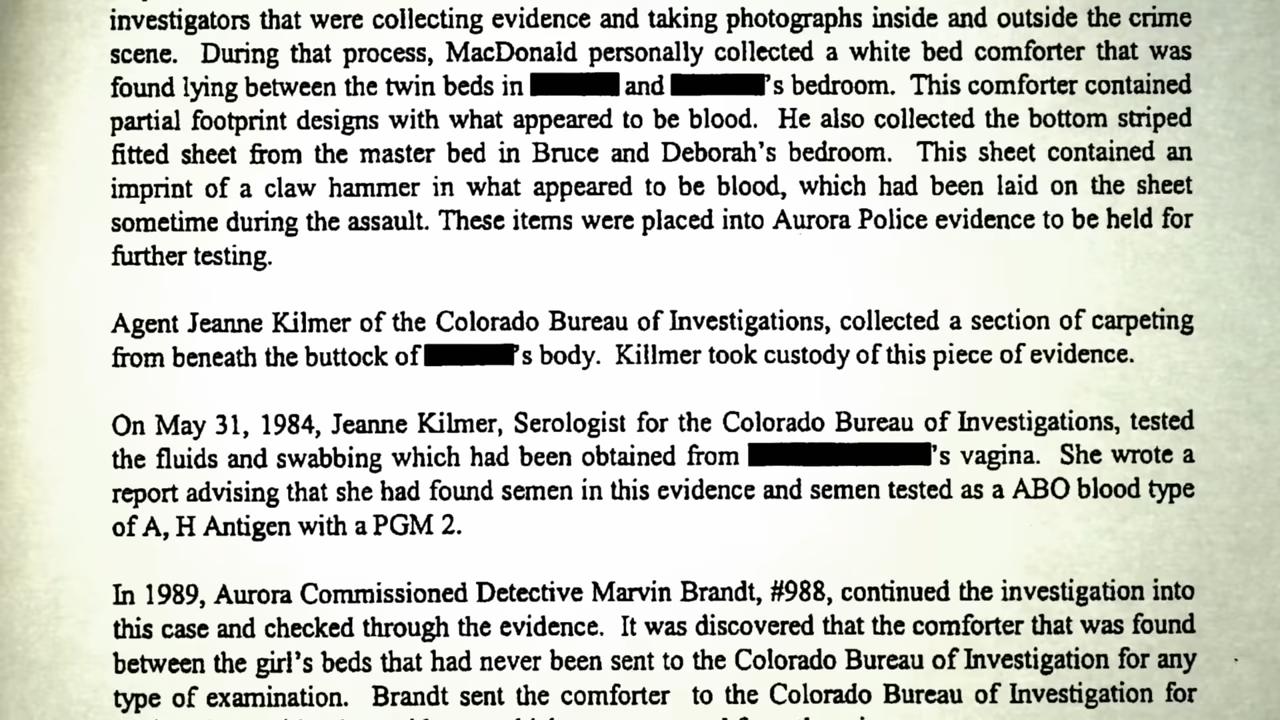 investigators that were collecting evidence and taking photographs inside and outside the crime
scene. During that process, MacDonald personally collected a white bed comforter that was
found lying between the twin beds in and 's bedroom. This comforter contained
partial footprint designs with what appeared to be blood. He also collected the bottom striped
fitted sheet from the master bed in Bruce and Deborah's bedroom. This sheet contained an
imprint of a claw hammer in what appeared to be blood, which had been laid on the sheet
sometime during the assault. These items were placed into Aurora Police evidence to be held for
further testing.
Agent Jeanne Kilmer of the Colorado Bureau of Investigations, collected a section of carpeting
from beneath the buttock of 's body. Killmer took custody of this piece of evidence.
On May 31, 1984, Jeanne Kilmer, Serologist for the Colorado Bureau of Investigations, tested
the fluids and swabbing which had been obtained from 's vagina. She wrote a
report advising that she had found semen in this evidence and semen tested as a ABO blood type
of A, H Antigen with a PGM 2.
In 1989, Aurora Commissioned Detective Marvin Brandt, #988, continued the investigation into
this case and checked through the evidence. It was discovered that the comforter that was found
between the girl's beds that had never been sent to the Colorado Bureau of Investigation for any
type of examination. Brandt sent the comforter to the Colorado Bureau of Investigation for